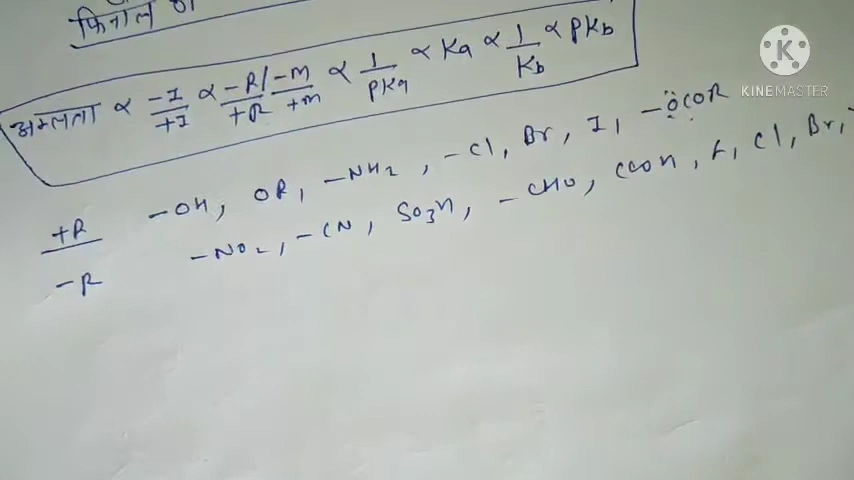 फिनॉल
अम्लता ∝ -I/+I ∝ -R/+R / -M/+M ∝ 1/PKa ∝ Ka ∝ 1/Kb ∝ PKb
+R -OH, OR, -NH2, -Cl, Br, I, -OCOR
-R -NO2, -CN, SO3H, -CHO, COOH, F, Cl, Br,
KINEMASTER